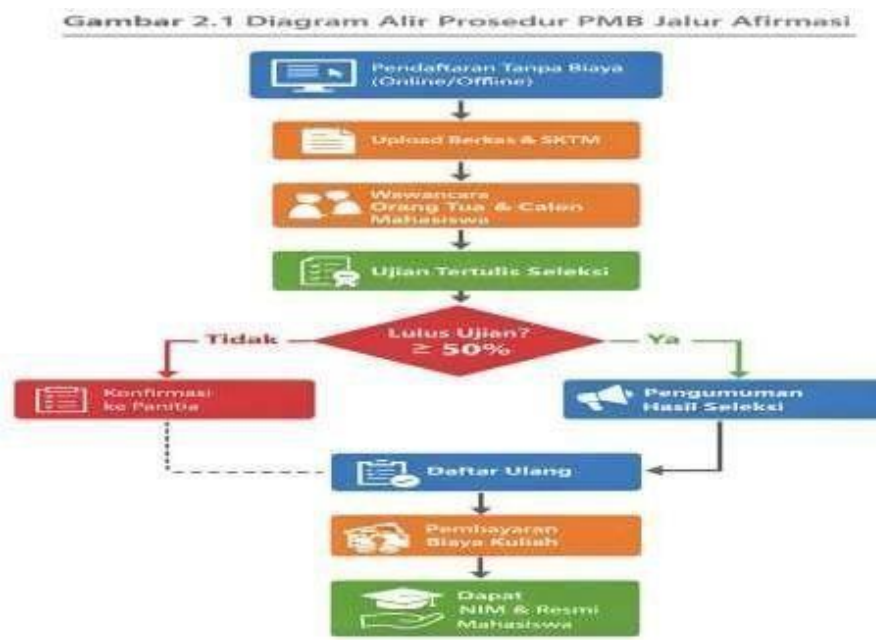 Gambar 2.1 Diagram Alir Prosedur PMB Jalur Afirmasi
Pendaftaran Tanpa Biaya
(Online/Offline)
Upload Berkas & SKTM
Wawancara
Orang Tua & Calon
Mahasiswa
Ujian Tertulis Seleksi
Lulus Ujian?
≥ 50%
Tidak
Ya
Konfirmasi
ke Panitia
Pengumuman
Hasil Seleksi
Daftar Ulang
Pembayaran
Biaya Kuliah
Dapat
NIM & Resmi
Mahasiswa